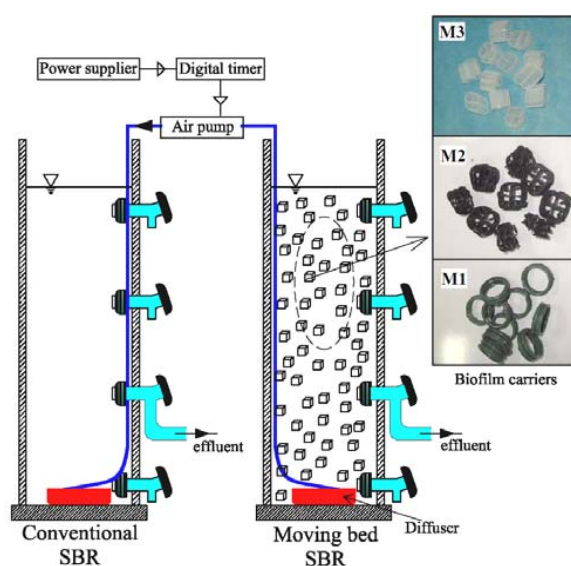 Power supplier
Digital timer
Air pump
M3
M2
M1
Biofilm carriers
effluent
effluent
Diffuser
Conventional
SBR
Moving bed
SBR